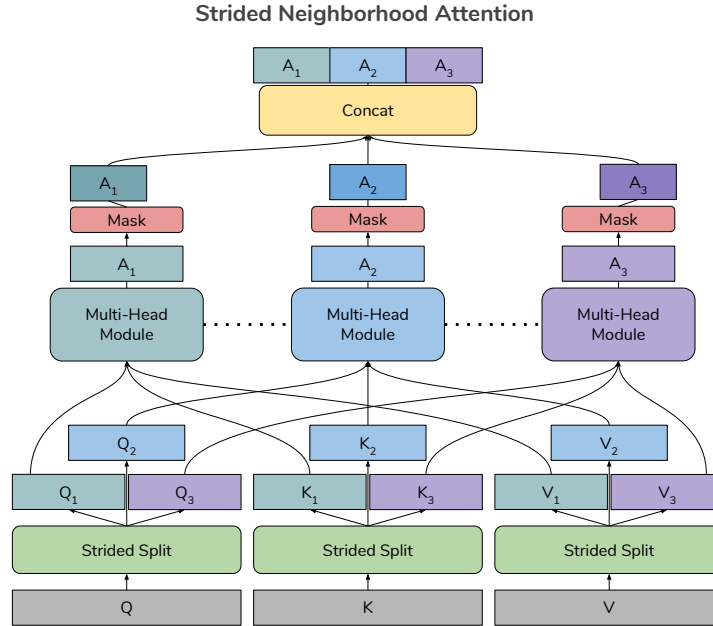 Strided Neighborhood Attention
A1 A2 A3
Concat
A1 A2 A3
Mask Mask Mask
A1 A2 A3
Multi-Head Multi-Head Multi-Head
Module Module Module
Q2 K2 V2
Q1 Q3 K1 K3 V1 V3
Strided Split Strided Split Strided Split
Q K V